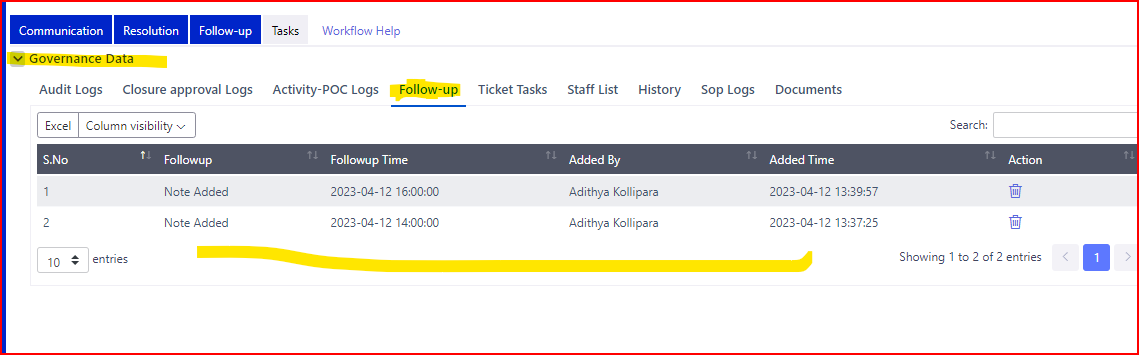 Communication Resolution Follow-up Tasks Workflow Help
Governance Data
Audit Logs Closure approval Logs Activity-POC Logs Follow-up Ticket Tasks Staff List History Sop Logs Documents
Excel Column visibility Search:
S.No Followup Followup Time Added By Added Time Action
1 Note Added 2023-04-12 16:00:00 Adithya Kollipara 2023-04-12 13:39:57
2 Note Added 2023-04-12 14:00:00 Adithya Kollipara 2023-04-12 13:37:25
10 entries Showing 1 to 2 of 2 entries 1